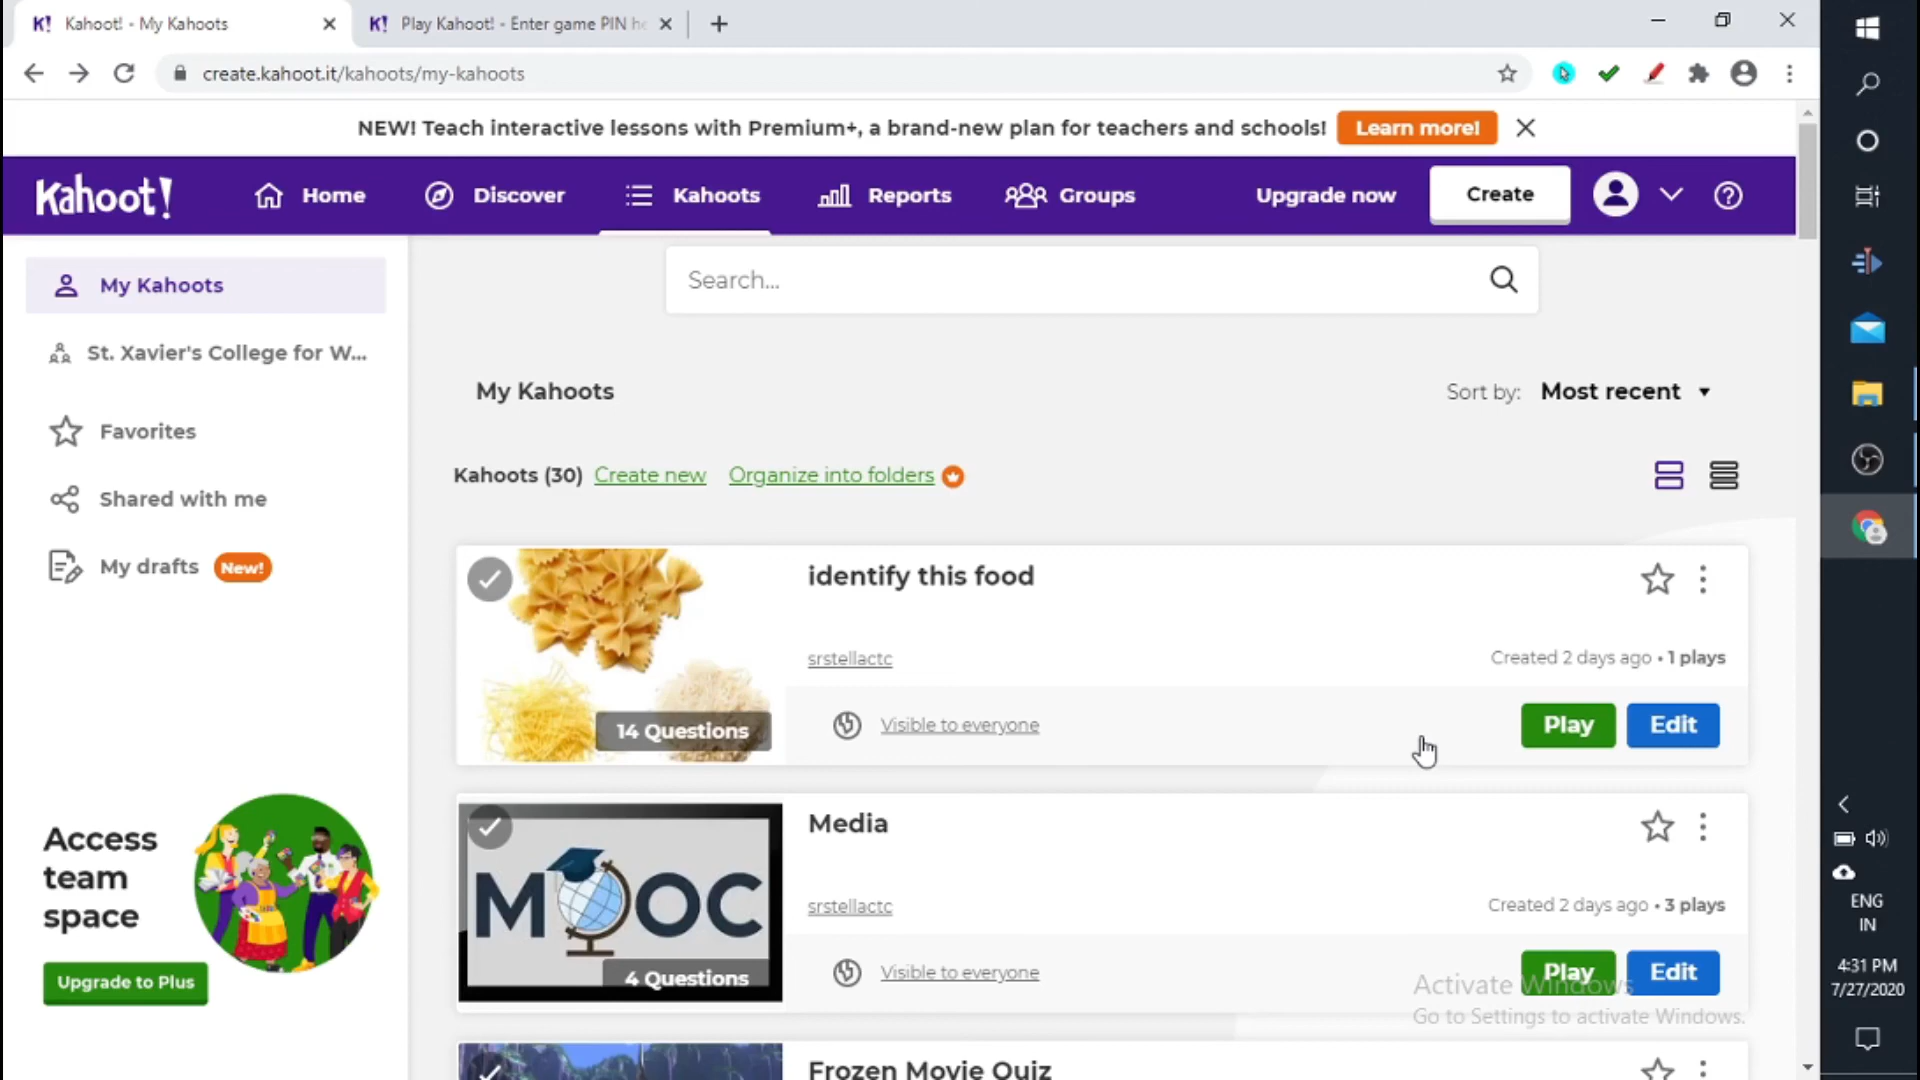 Kahoot! - My Kahoots
Play Kahoot! - Enter game PIN he
create.kahoot.it/kahoots/my-kahoots
NEW! Teach interactive lessons with Premium+, a brand-new plan for teachers and schools! Learn more!
Kahoot! Home Discover Kahoots Reports Groups Upgrade now Create
My Kahoots
Search...
St. Xavier's College for W...
My Kahoots
Sort by: Most recent
Favorites
Kahoots (30) Create new Organize into folders
Shared with me
My drafts New!
identify this food
srstellactc
Created 2 days ago • 1 plays
14 Questions
Visible to everyone
Play Edit
Access team space
Upgrade to Plus
Media
MOOC
srstellactc
Created 2 days ago • 3 plays
4 Questions
Visible to everyone
Play Edit
Activate Windows
Go to Settings to activate Windows.
Frozen Movie Quiz
ENG
IN
4:31 PM
7/27/2020